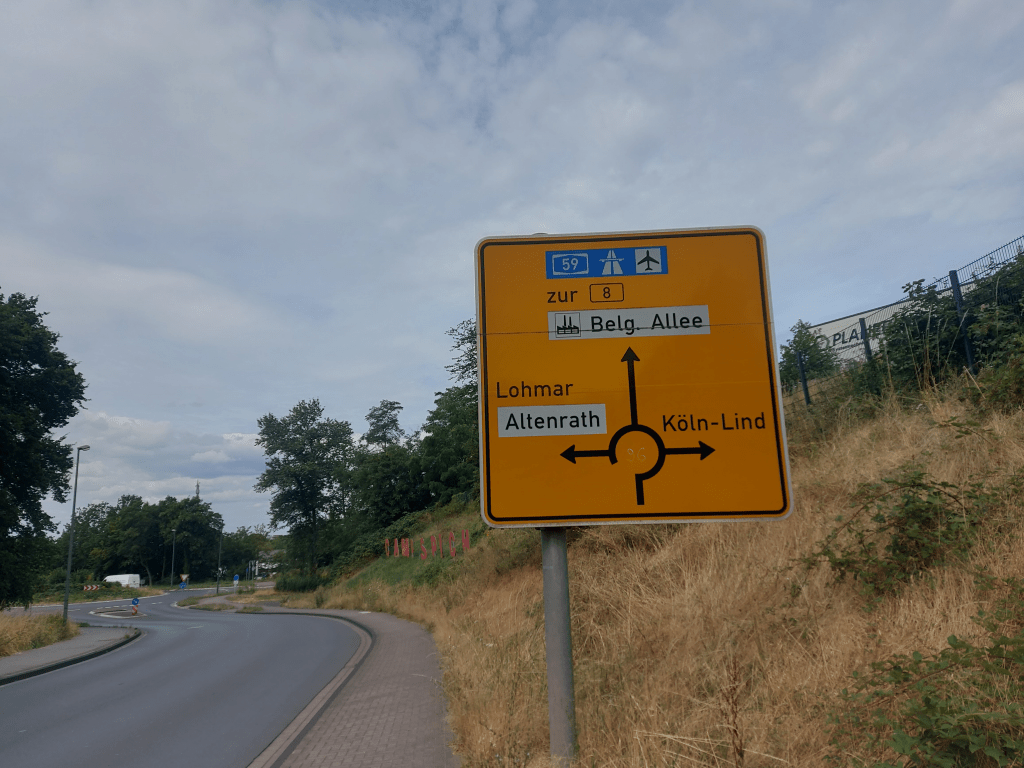 59
zur 8
Belg. Allee
Lohmar
Altenrath
Köln-Lind